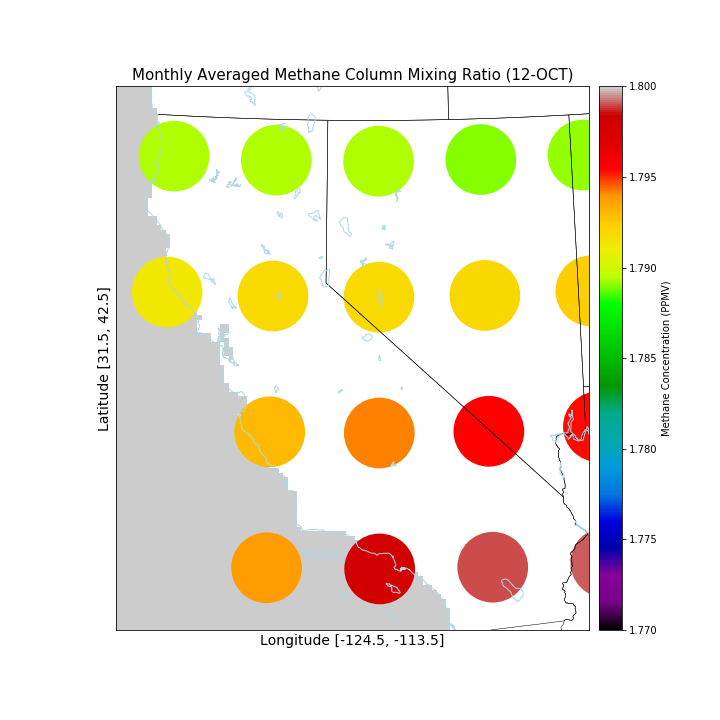 Monthly Averaged Methane Column Mixing Ratio (12-OCT)
Latitude [31.5, 42.5]
Longitude [-124.5, -113.5]
1.800
1.795
1.790
1.785
1.780
1.775
1.770
Methane Concentration (PPMV)